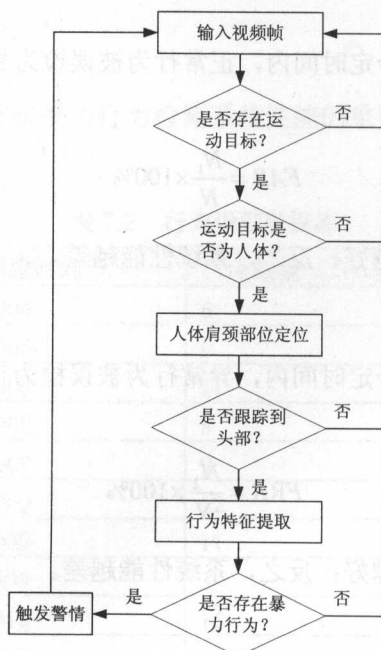 输入视频帧
是否存在运
动目标?
否
是
运动目标是
否为人体?
否
是
人体肩颈部位定位
是否跟踪到
头部?
否
是
行为特征提取
是否存在暴
力行为?
否
是
触发警情